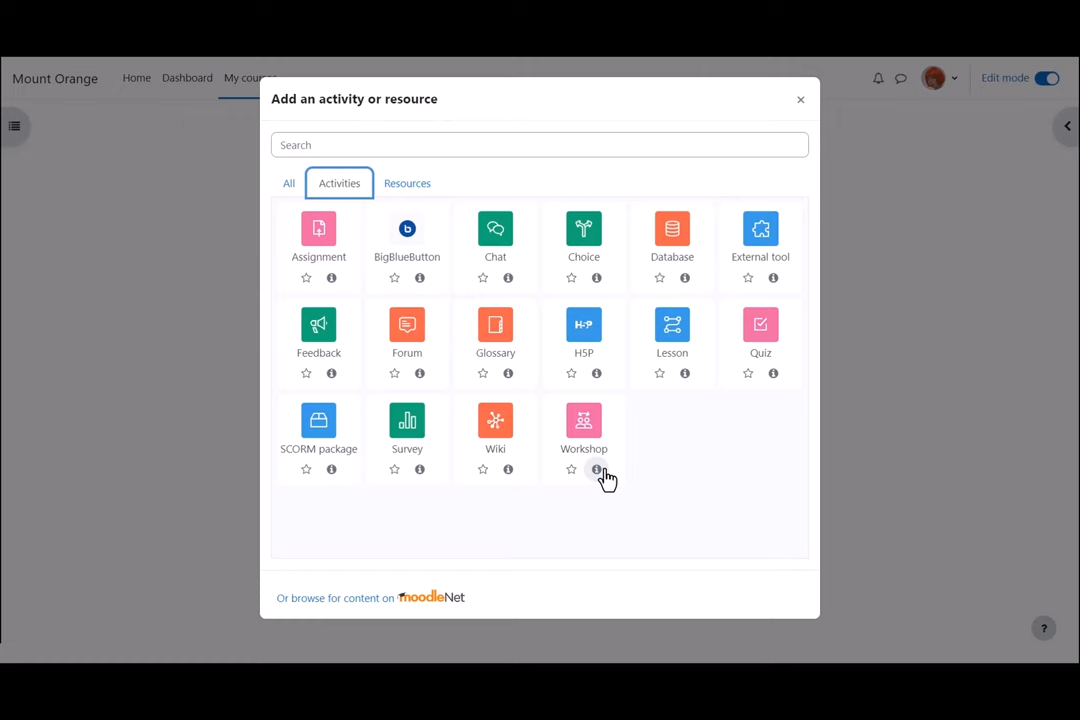 Mount Orange
Home Dashboard My cours
Edit mode
Add an activity or resource
Search
All Activities Resources
Assignment BigBlueButton Chat Choice Database External tool
Feedback Forum Glossary H5P Lesson Quiz
SCORM package Survey Wiki Workshop
Or browse for content on moodleNet
?